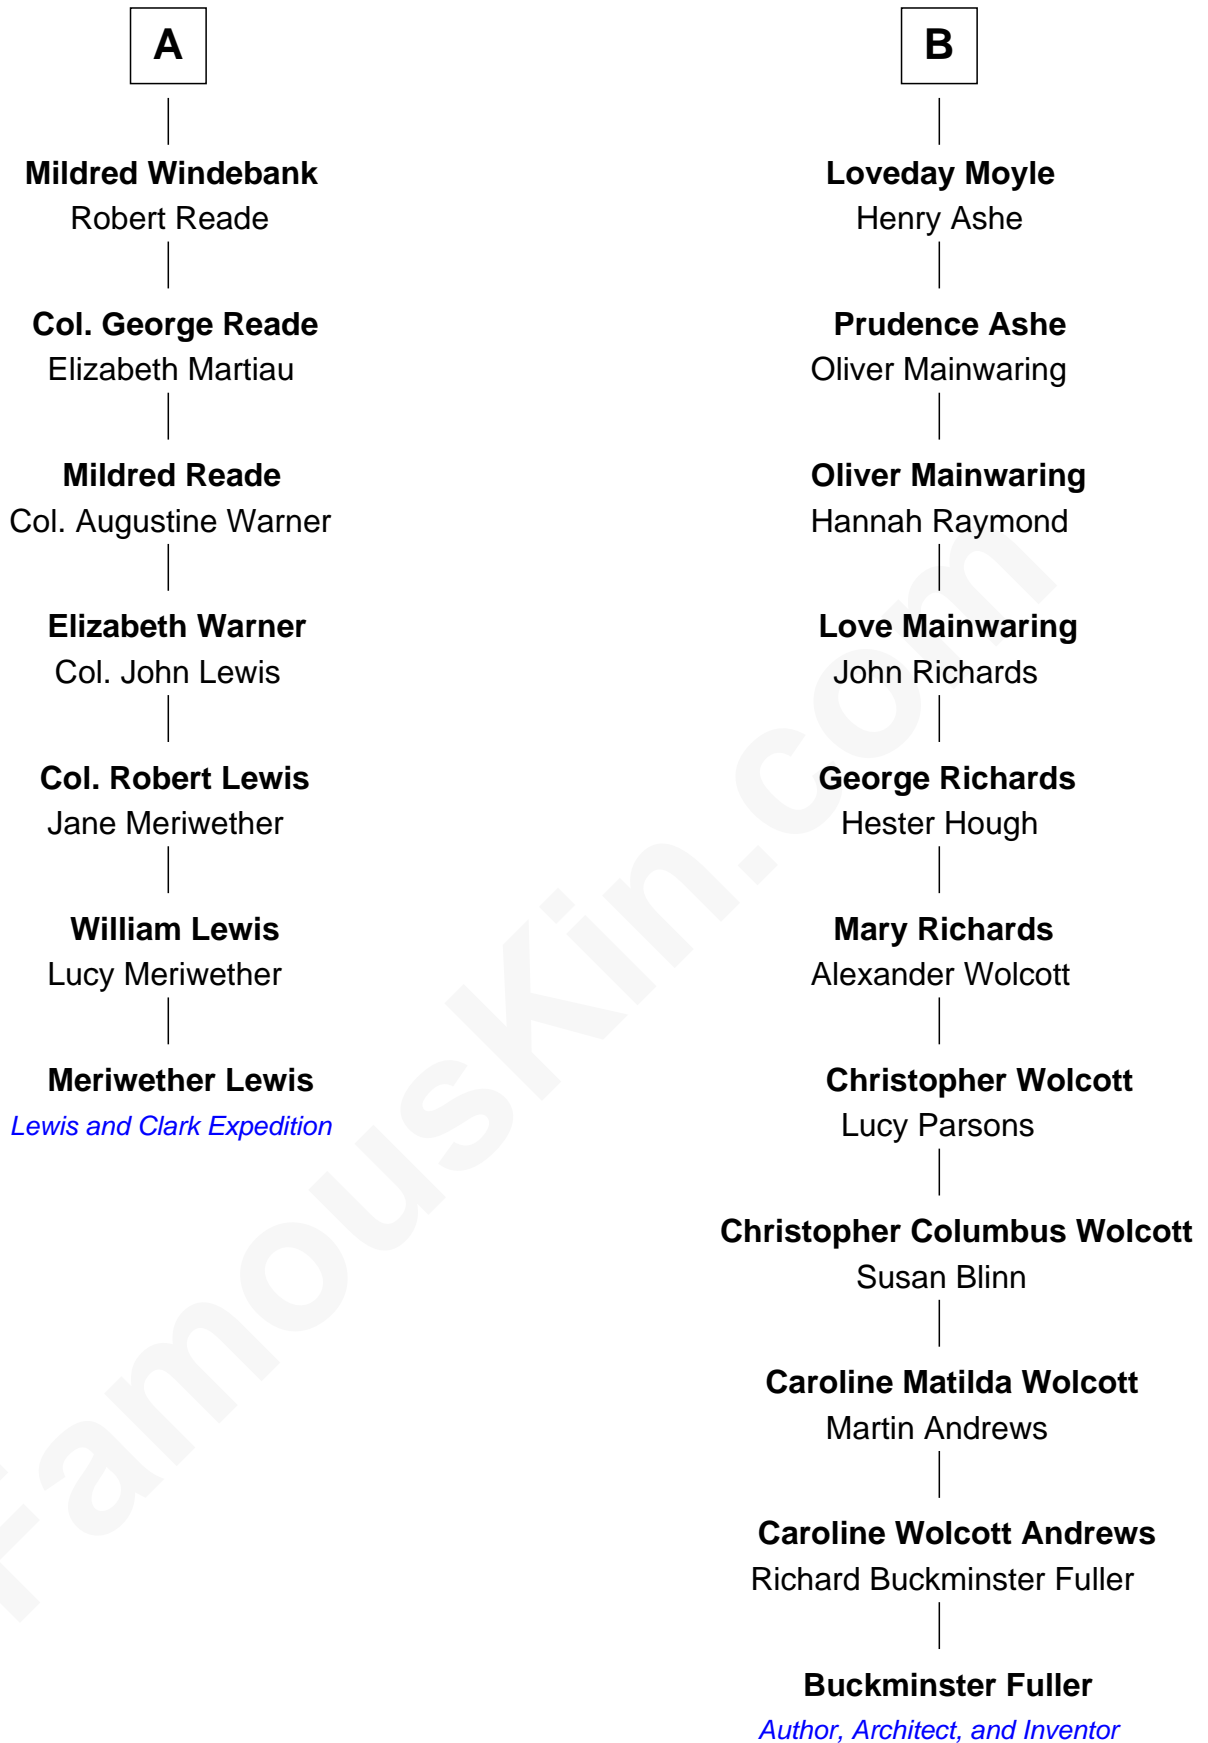 A
Mildred Windebank
Robert Reade
Col. George Reade
Elizabeth Martiau
Mildred Reade
Col. Augustine Warner
Elizabeth Warner
Col. John Lewis
Col. Robert Lewis
Jane Meriwether
William Lewis
Lucy Meriwether
Meriwether Lewis
Lewis and Clark Expedition
B
Loveday Moyle
Henry Ashe
Prudence Ashe
Oliver Mainwaring
Oliver Mainwaring
Hannah Raymond
Love Mainwaring
John Richards
George Richards
Hester Hough
Mary Richards
Alexander Wolcott
Christopher Wolcott
Lucy Parsons
Christopher Columbus Wolcott
Susan Blinn
Caroline Matilda Wolcott
Martin Andrews
Caroline Wolcott Andrews
Richard Buckminster Fuller
Buckminster Fuller
Author, Architect, and Inventor
FamousKin.com